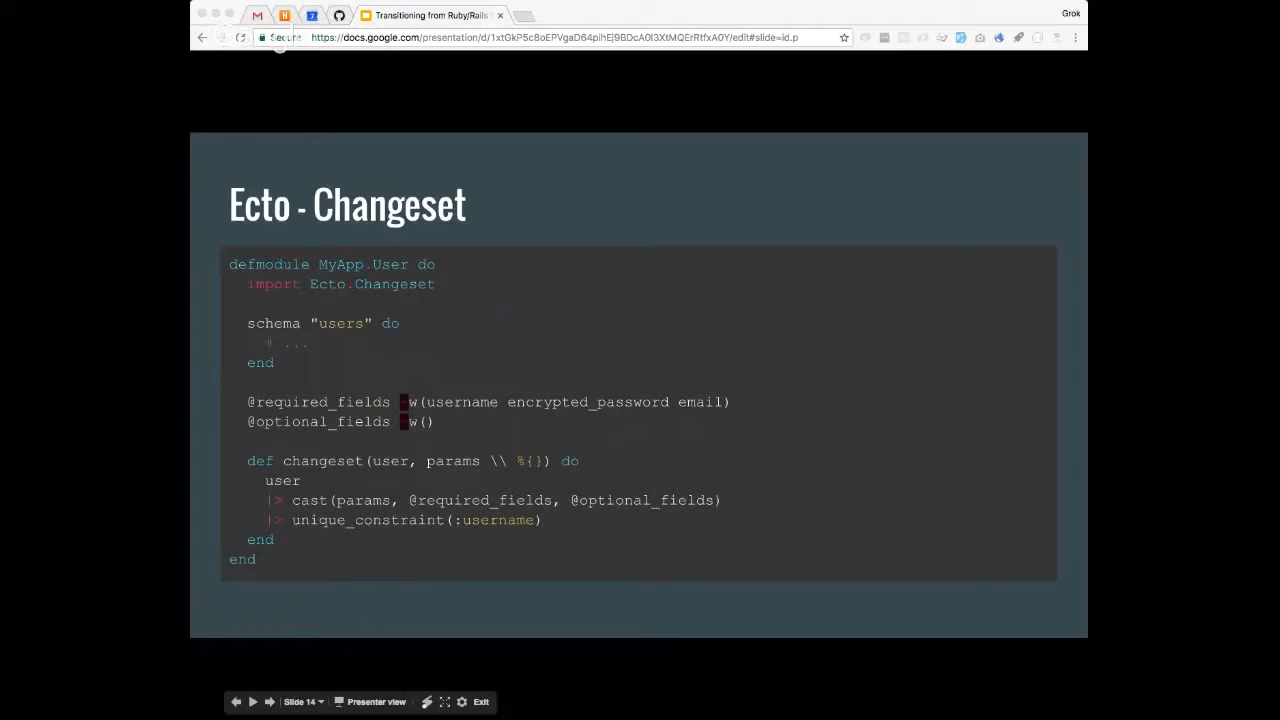 Transitioning from Ruby/Rails
Grok
Secure
https://docs.google.com/presentation/d/1xtGkP5c8oEPVgaD64pihEj9BDcA0l3XtMQErRtfxA0Y/edit#slide=id.p
Ecto - Changeset
defmodule MyApp.User do
import Ecto.Changeset
schema "users" do
# ...
end
@required_fields ~w(username encrypted_password email)
@optional_fields ~w()
def changeset(user, params \\ %{}) do
user
|> cast(params, @required_fields, @optional_fields)
|> unique_constraint(:username)
end
end
Slide 14
Presenter view
Exit